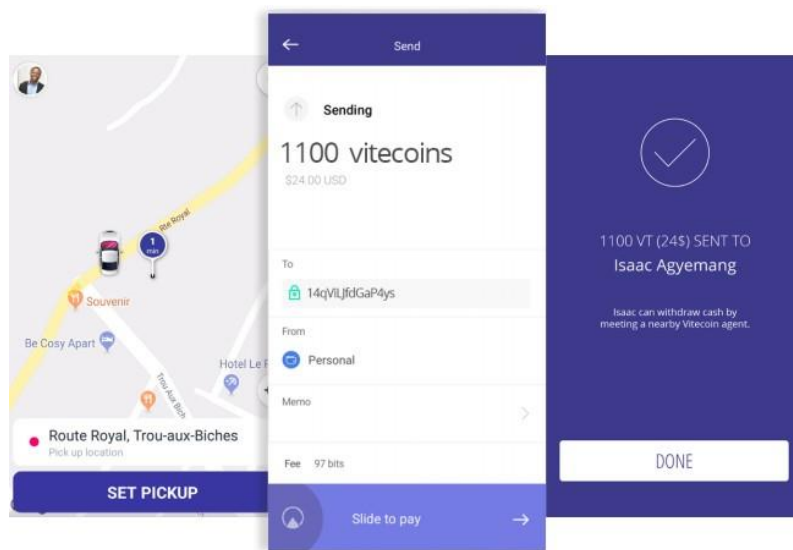 Rte Royal
1
min
Souvenir
Be Cosy Apart
Hotel Le
Trou Aux Bich
Route Royal, Trou-aux-Biches
Pick up location
SET PICKUP
Send
Sending
1100 vitecoins
$24.00 USD
To
From
Personal
Memo
Fee 97 bits
Slide to pay
1100 VT (24$) SENT TO
Isaac Agyemang
Isaac can withdraw cash by
meeting a nearby Vitecoin agent.
DONE